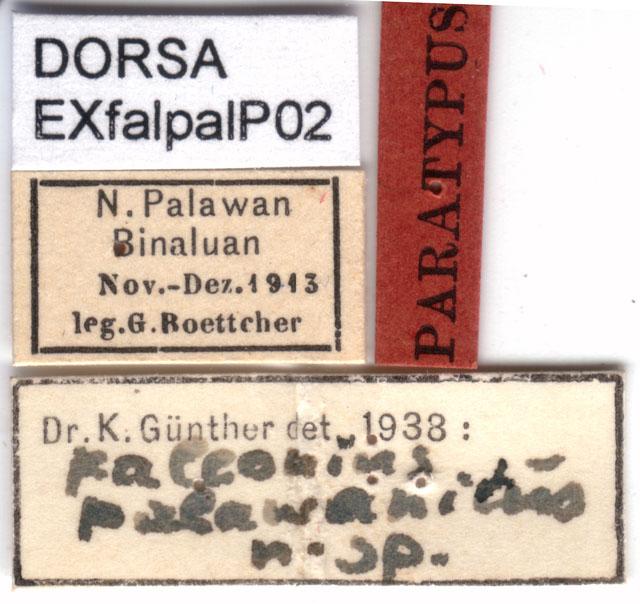 DORSA
EXfalpalP02
N. Palawan
Binaluan
Nov.-Dez. 1913
leg. G. Boettcher
PARATYPUS
Dr. K. Günther det. 1938:
Falconius
palawanicus
n. sp.